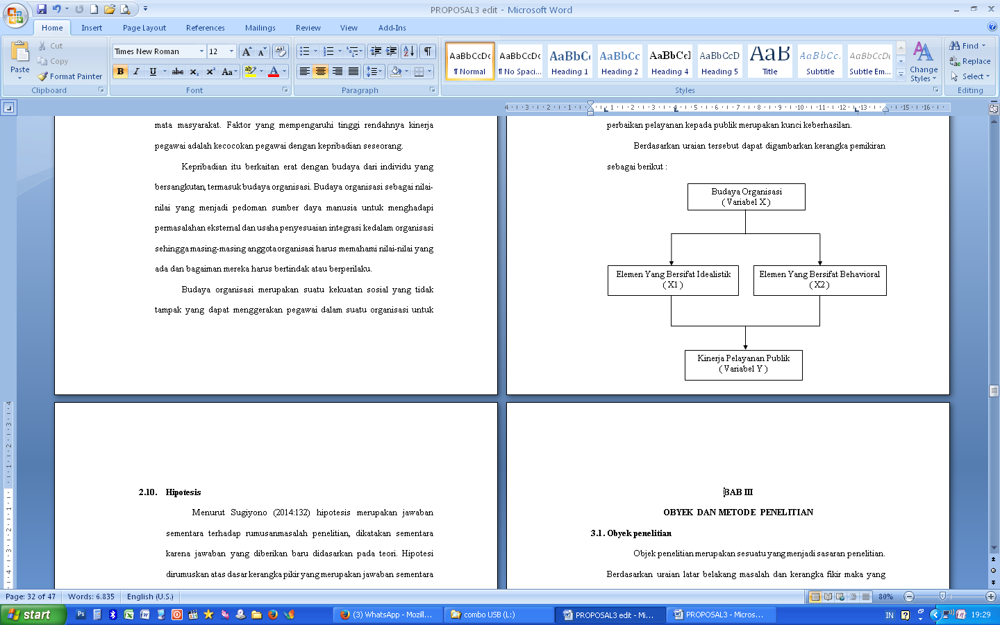 PROPOSAL3 edit - Microsoft Word
Home Insert Page Layout References Mailings Review View Add-Ins
Paste
Cut
Copy
Format Painter
Clipboard
Times New Roman 12
B I U abc x₂ x² Aa
Font
Paragraph
AaBbCcDc AaBbCcDc AaBbCc AaBbCc AaBbCcI AaBbCcD AaB AaBbCc. AaBbCcDc
¶ Normal ¶ No Spaci... Heading 1 Heading 2 Heading 4 Heading 5 Title Subtitle Subtle Em...
Change Styles
Styles
Find
Replace
Select
Editing
mata masyarakat. Faktor yang mempengaruhi tinggi rendahnya kinerja
pegawai adalah kecocokan pegawai dengan kepribadian seseorang.
Kepribadian itu berkaitan erat dengan budaya dari individu yang
bersangkutan, termasuk budaya organisasi. Budaya organisasi sebagai nilai-
nilai yang menjadi pedoman sumber daya manusia untuk menghadapi
permasalahan eksternal dan usaha penyesuaian integrasi kedalam organisasi
sehingga masing-masing anggota organisasi harus memahami nilai-nilai yang
ada dan bagaiman mereka harus bertindak atau berperilaku.
Budaya organisasi merupakan suatu kekuatan sosial yang tidak
tampak yang dapat menggerakan pegawai dalam suatu organisasi untuk
perbaikan pelayanan kepada publik merupakan kunci keberhasilan.
Berdasarkan uraian tersebut dapat digambarkan kerangka pemikiran
sebagai berikut :
Budaya Organisasi
( Variabel X )
Elemen Yang Bersifat Idealistik
( X1 )
Elemen Yang Bersifat Behavioral
( X2 )
Kinerja Pelayanan Publik
( Variabel Y )
2.10. Hipotesis
Menurut Sugiyono (2014:132) hipotesis merupakan jawaban
sementara terhadap rumusanmasalah penelitian, dikatakan sementara
karena jawaban yang diberikan baru didasarkan pada teori. Hipotesi
dirumuskan atas dasar kerangka pikir yang merupakan jawaban sementara
BAB III
OBYEK DAN METODE PENELITIAN
3.1. Obyek penelitian
Objek penelitian merupakan sesuatu yang menjadi sasaran penelitian.
Berdasarkan uraian latar belakang masalah dan kerangka fikir maka yang
Page: 32 of 47 Words: 6.835 English (U.S.) 80%
start (3) WhatsApp - Mozill... combo USB (L:) PROPOSAL3 edit - Mi... PROPOSAL3 - Micros... IN 19:29